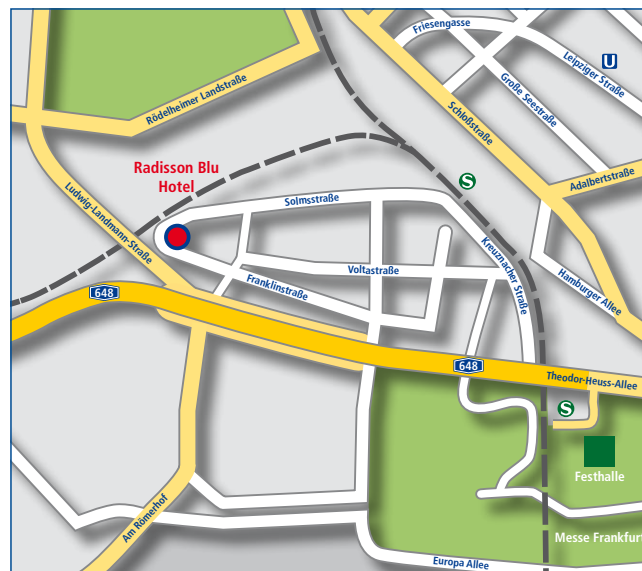 Friesengasse
Leipziger Straße
U
Große Seestraße
Rödelheimer Landstraße
Schloßstraße
Radisson Blu
Hotel
S
Adalbertstraße
Ludwig-Landmann-Straße
Solmsstraße
Kreuznacher Straße
Voltastraße
Franklinstraße
Hamburger Allee
648
648
Theodor-Heuss-Allee
S
Festhalle
Am Römerhof
Messe Frankfurt
Europa Allee